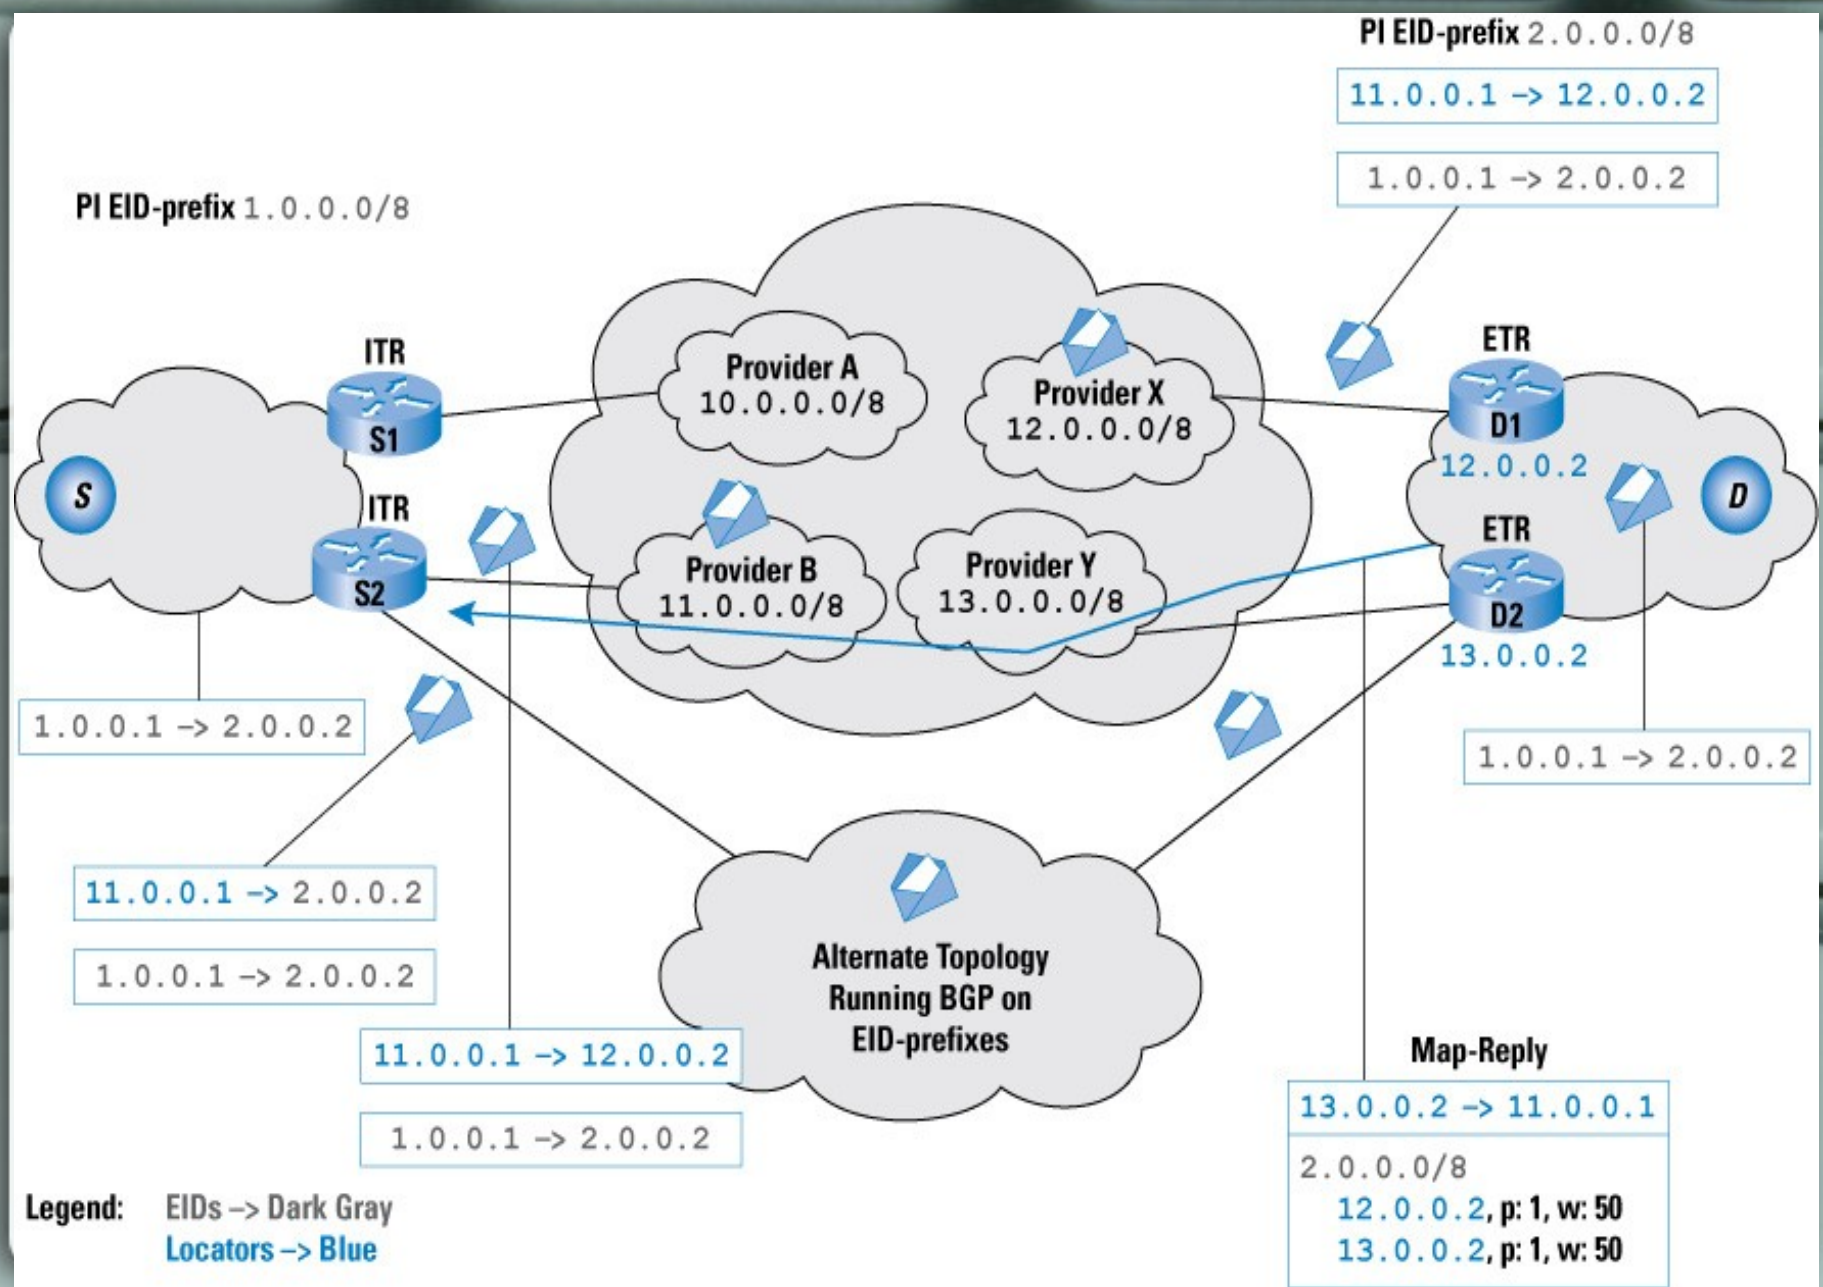 PI EID-prefix 2.0.0.0/8
11.0.0.1 –> 12.0.0.2
1.0.0.1 –> 2.0.0.2
PI EID-prefix 1.0.0.0/8
ITR
S1
Provider A
10.0.0.0/8
Provider X
12.0.0.0/8
ETR
D1
12.0.0.2
S
ITR
S2
Provider B
11.0.0.0/8
Provider Y
13.0.0.0/8
ETR
D2
13.0.0.2
D
1.0.0.1 –> 2.0.0.2
1.0.0.1 –> 2.0.0.2
11.0.0.1 –> 2.0.0.2
1.0.0.1 –> 2.0.0.2
Alternate Topology
Running BGP on
EID-prefixes
11.0.0.1 –> 12.0.0.2
1.0.0.1 –> 2.0.0.2
Map-Reply
13.0.0.2 –> 11.0.0.1
2.0.0.0/8
12.0.0.2, p: 1, w: 50
13.0.0.2, p: 1, w: 50
Legend: EIDs –> Dark Gray
Locators –> Blue